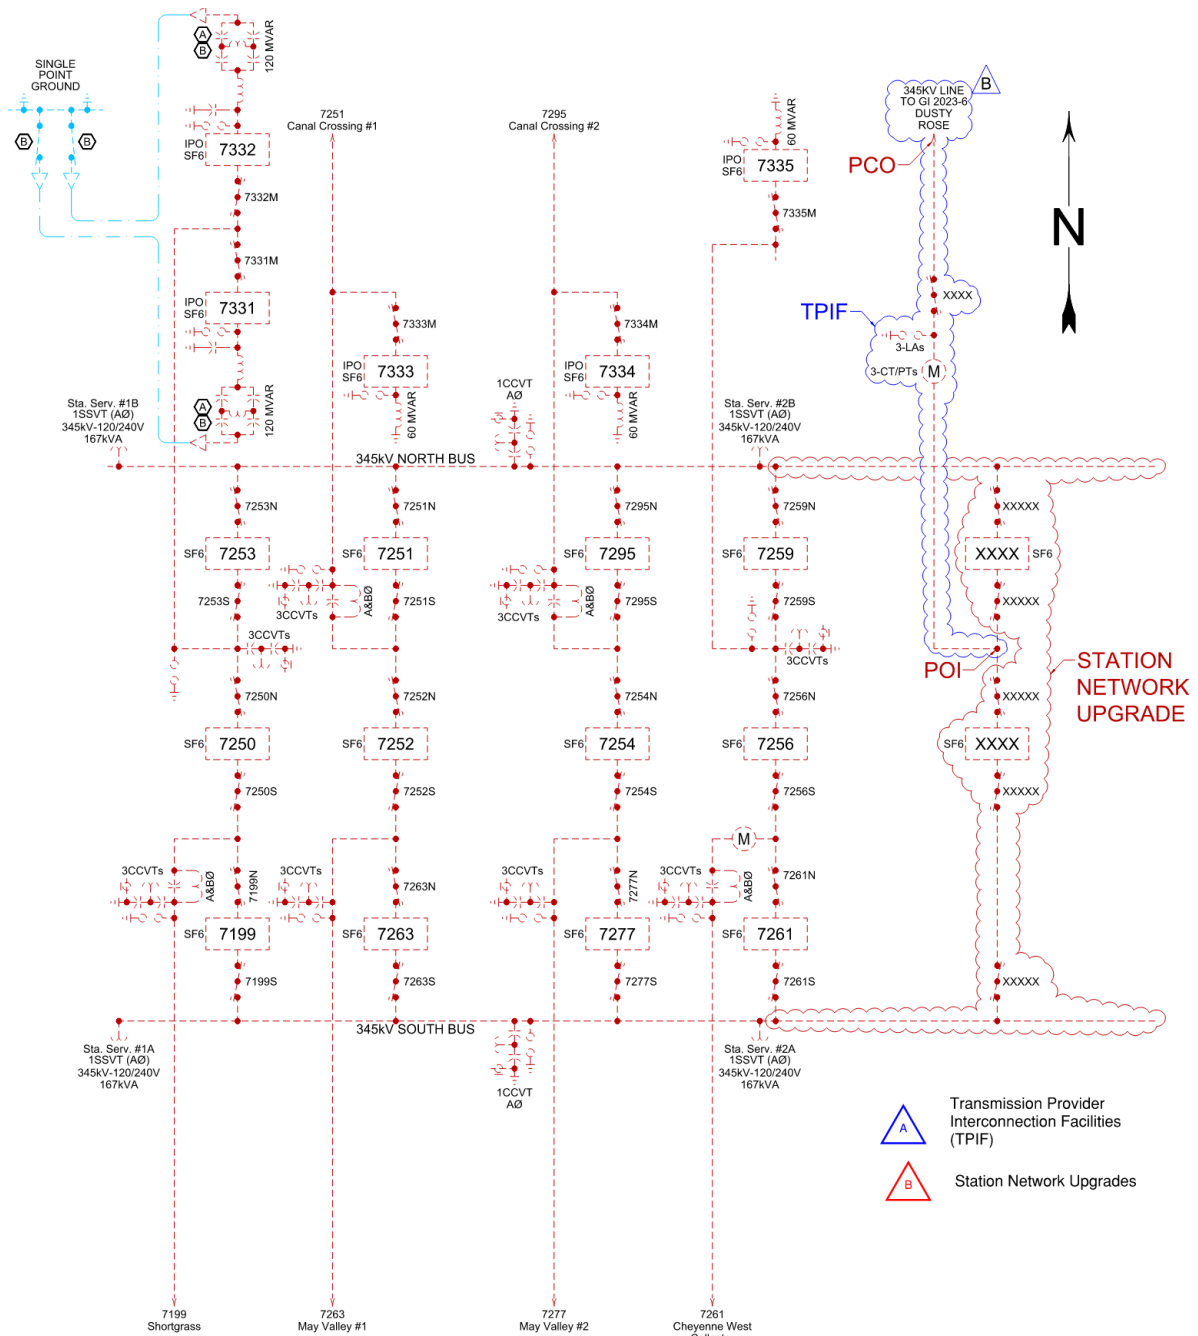 A
B
120 MVAR
SINGLE
POINT
GROUND
B
B
IPO
SF6
7332
7332M
7331M
IPO
SF6
7331
A
B
120 MVAR
Sta. Serv. #1B
1SSVT (AØ)
345kV-120/240V
167kVA
7251
Canal Crossing #1
7333M
IPO
SF6
7333
60 MVAR
7295
Canal Crossing #2
7334M
IPO
SF6
7334
60 MVAR
1CCVT
AØ
60 MVAR
IPO
SF6
7335
7335M
Sta. Serv. #2B
1SSVT (AØ)
345kV-120/240V
167kVA
B
345KV LINE
TO GI 2023-6
DUSTY
ROSE
PCO
N
XXXX
TPIF
3-LAs
3-CT/PTs
M
345kV NORTH BUS
7253N
7251N
7295N
7259N
XXXXX
SF6
7253
SF6
7251
SF6
7295
SF6
7259
XXXX
SF6
7253S
3CCVTs
A&BØ
7251S
3CCVTs
A&BØ
7295S
7259S
XXXXX
3CCVTs
3CCVTs
POI
STATION
NETWORK
UPGRADE
7250N
7252N
7254N
7256N
XXXXX
SF6
7250
SF6
7252
SF6
7254
SF6
7256
SF6
XXXX
7250S
7252S
7254S
7256S
XXXXX
M
3CCVTs
A&BØ
7199N
3CCVTs
7263N
3CCVTs
7277N
3CCVTs
A&BØ
7261N
SF6
7199
SF6
7263
SF6
7277
SF6
7261
7199S
7263S
7277S
7261S
XXXXX
345kV SOUTH BUS
Sta. Serv. #1A
1SSVT (AØ)
345kV-120/240V
167kVA
1CCVT
AØ
Sta. Serv. #2A
1SSVT (AØ)
345kV-120/240V
167kVA
A
Transmission Provider
Interconnection Facilities
(TPIF)
B
Station Network Upgrades
7199
Shortgrass
7263
May Valley #1
7277
May Valley #2
7261
Cheyenne West